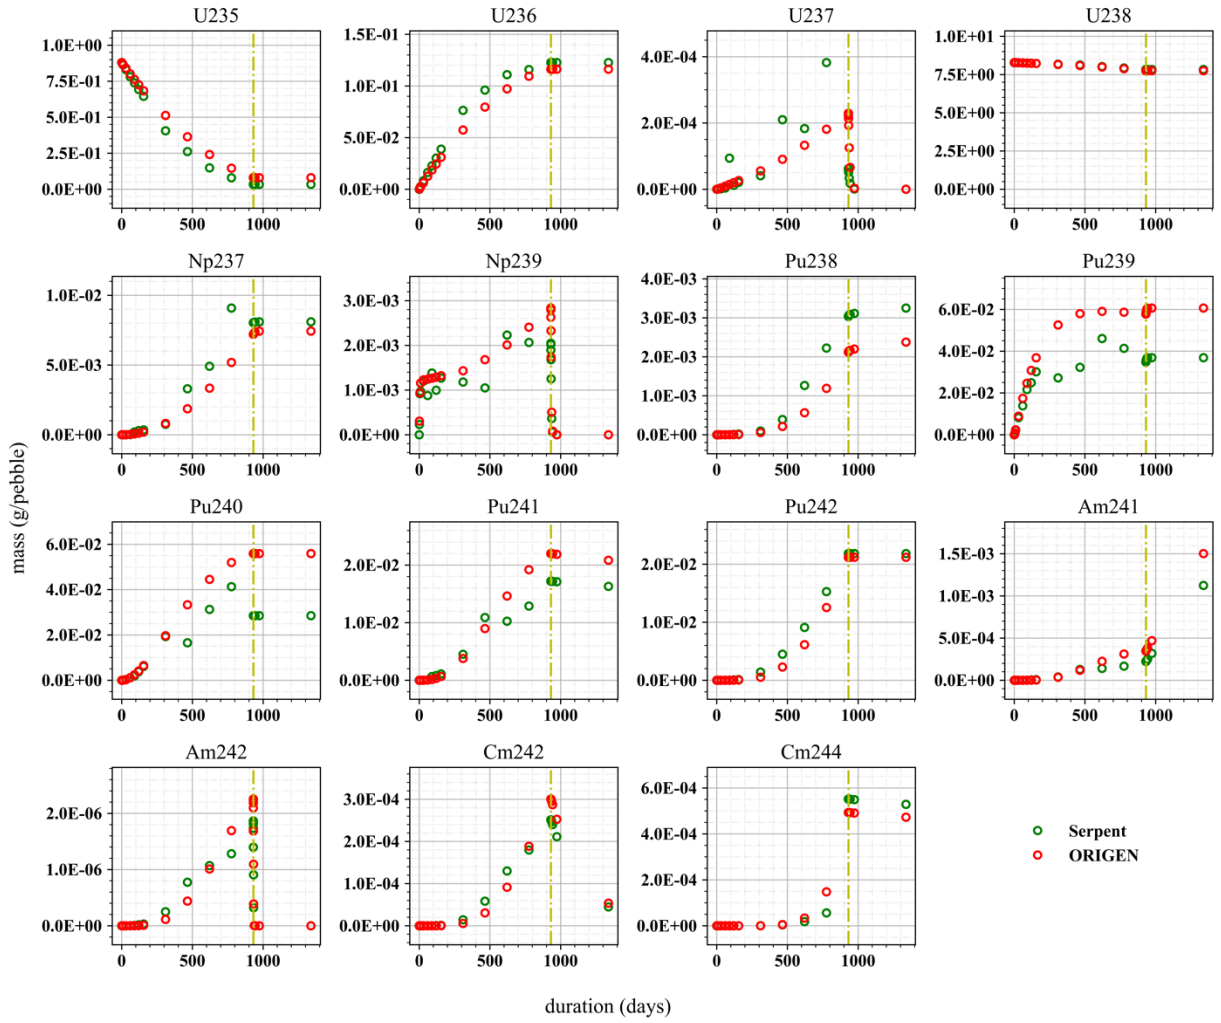 U235 U236 U237 U238
1.0E+00 7.5E-01 5.0E-01 2.5E-01 0.0E+00
1.5E-01 1.0E-01 5.0E-02 0.0E+00
4.0E-04 2.0E-04 0.0E+00
1.0E+01 7.5E+00 5.0E+00 2.5E+00 0.0E+00
0 500 1000 0 500 1000 0 500 1000 0 500 1000
Np237 Np239 Pu238 Pu239
1.0E-02 5.0E-03 0.0E+00
3.0E-03 2.0E-03 1.0E-03 0.0E+00
4.0E-03 3.0E-03 2.0E-03 1.0E-03 0.0E+00
6.0E-02 4.0E-02 2.0E-02 0.0E+00
0 500 1000 0 500 1000 0 500 1000 0 500 1000
mass (g/pebble)
Pu240 Pu241 Pu242 Am241
6.0E-02 4.0E-02 2.0E-02 0.0E+00
2.0E-02 1.0E-02 0.0E+00
2.0E-02 1.0E-02 0.0E+00
1.5E-03 1.0E-03 5.0E-04 0.0E+00
0 500 1000 0 500 1000 0 500 1000 0 500 1000
Am242 Cm242 Cm244
2.0E-06 1.0E-06 0.0E+00
3.0E-04 2.0E-04 1.0E-04 0.0E+00
6.0E-04 4.0E-04 2.0E-04 0.0E+00
0 500 1000 0 500 1000 0 500 1000
Serpent
ORIGEN
duration (days)